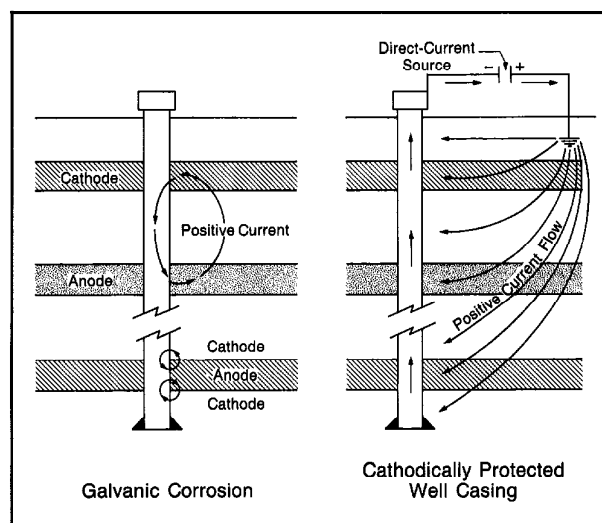 Direct-Current
Source
- +
Cathode
Positive Current
Anode
Cathode
Anode
Cathode
Galvanic Corrosion
Positive Current Flow
Cathodically Protected
Well Casing